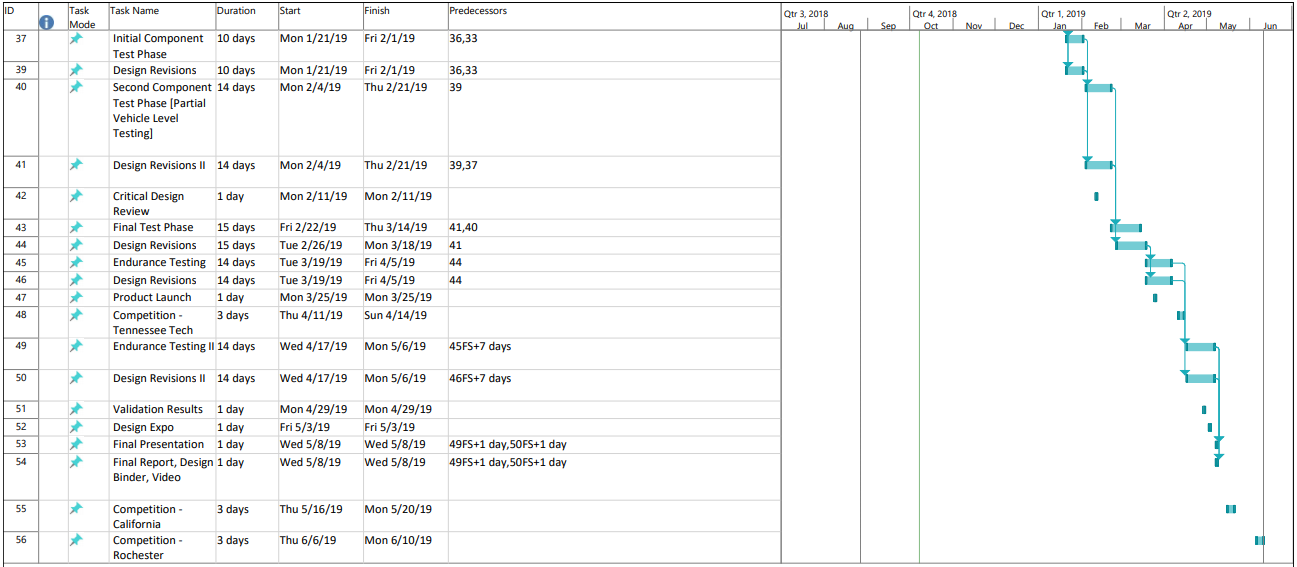 ID Task Mode Task Name Duration Start Finish Predecessors
Qtr 3, 2018 Qtr 4, 2018 Qtr 1, 2019 Qtr 2, 2019
Jul Aug Sep Oct Nov Dec Jan Feb Mar Apr May Jun
37 Initial Component 10 days Mon 1/21/19 Fri 2/1/19 36,33
Test Phase
39 Design Revisions 10 days Mon 1/21/19 Fri 2/1/19 36,33
40 Second Component 14 days Mon 2/4/19 Thu 2/21/19 39
Test Phase [Partial
Vehicle Level
Testing]
41 Design Revisions II 14 days Mon 2/4/19 Thu 2/21/19 39,37
42 Critical Design 1 day Mon 2/11/19 Mon 2/11/19
Review
43 Final Test Phase 15 days Fri 2/22/19 Thu 3/14/19 41,40
44 Design Revisions 15 days Tue 2/26/19 Mon 3/18/19 41
45 Endurance Testing 14 days Tue 3/19/19 Fri 4/5/19 44
46 Design Revisions 14 days Tue 3/19/19 Fri 4/5/19 44
47 Product Launch 1 day Mon 3/25/19 Mon 3/25/19
48 Competition - 3 days Thu 4/11/19 Sun 4/14/19
Tennessee Tech
49 Endurance Testing II 14 days Wed 4/17/19 Mon 5/6/19 45FS+7 days
50 Design Revisions II 14 days Wed 4/17/19 Mon 5/6/19 46FS+7 days
51 Validation Results 1 day Mon 4/29/19 Mon 4/29/19
52 Design Expo 1 day Fri 5/3/19 Fri 5/3/19
53 Final Presentation 1 day Wed 5/8/19 Wed 5/8/19 49FS+1 day,50FS+1 day
54 Final Report, Design 1 day Wed 5/8/19 Wed 5/8/19 49FS+1 day,50FS+1 day
Binder, Video
55 Competition - 3 days Thu 5/16/19 Mon 5/20/19
California
56 Competition - 3 days Thu 6/6/19 Mon 6/10/19
Rochester